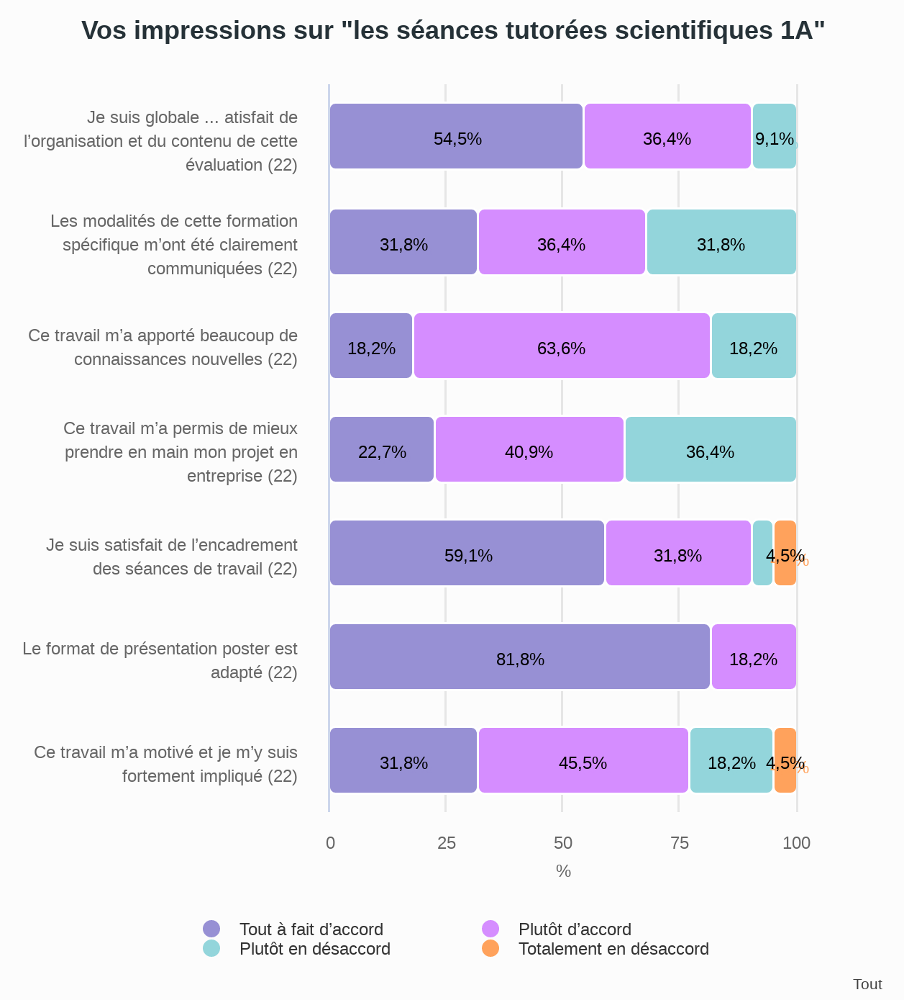 Vos impressions sur "les séances tutorées scientifiques 1A"
Je suis globale ... atisfait de
l’organisation et du contenu de cette
évaluation (22)
54,5%
36,4%
9,1%
Les modalités de cette formation
spécifique m’ont été clairement
communiquées (22)
31,8%
36,4%
31,8%
Ce travail m’a apporté beaucoup de
connaissances nouvelles (22)
18,2%
63,6%
18,2%
Ce travail m’a permis de mieux
prendre en main mon projet en
entreprise (22)
22,7%
40,9%
36,4%
Je suis satisfait de l’encadrement
des séances de travail (22)
59,1%
31,8%
4,5%
Le format de présentation poster est
adapté (22)
81,8%
18,2%
Ce travail m’a motivé et je m’y suis
fortement impliqué (22)
31,8%
45,5%
18,2%
4,5%
0
25
50
75
100
%
Tout à fait d’accord
Plutôt d’accord
Plutôt en désaccord
Totalement en désaccord
Tout